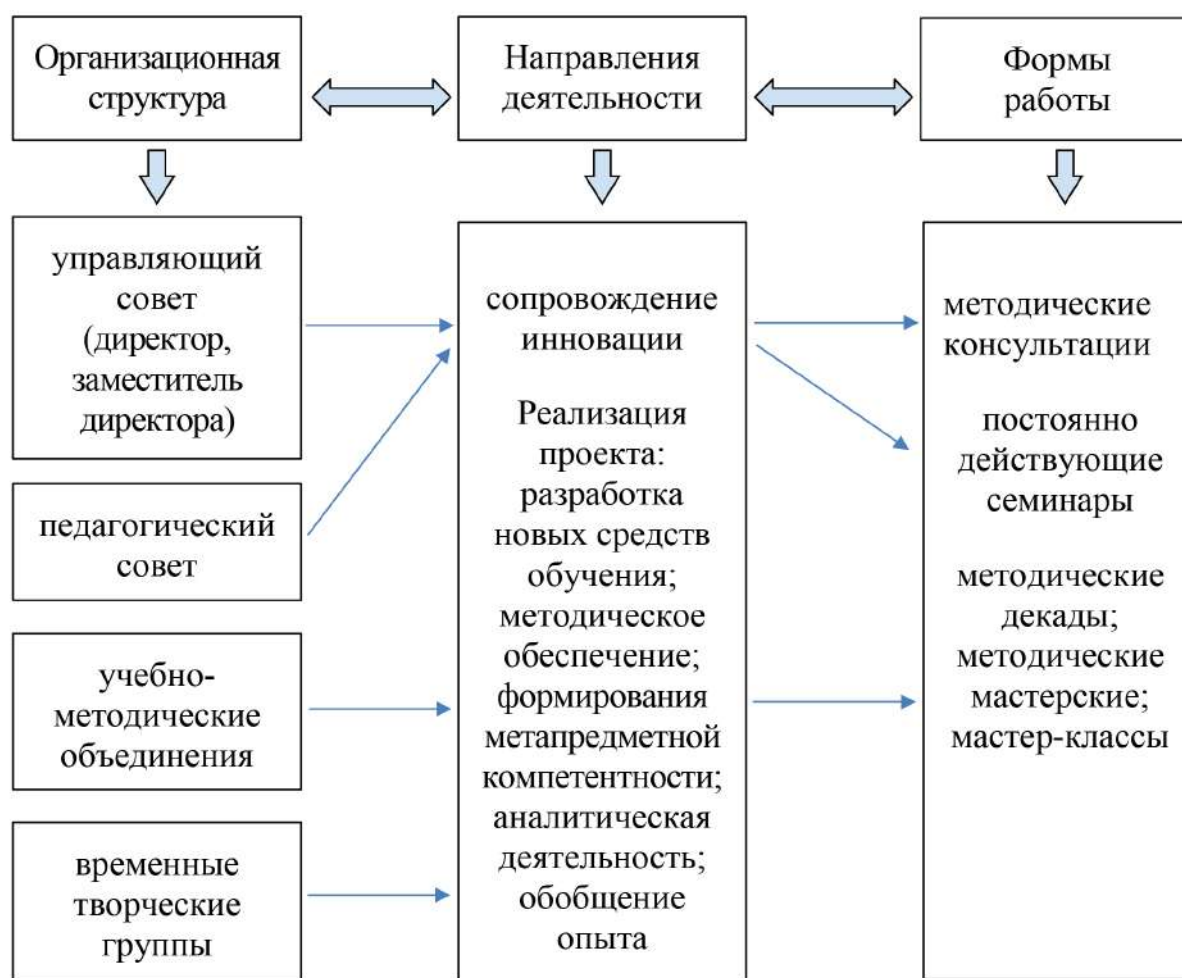 Организационная
структура
Направления
деятельности
Формы
работы
управляющий
совет
(директор,
заместитель
директора)
педагогический
совет
учебно-
методические
объединения
временные
творческие
группы
сопровождение
инновации
Реализация
проекта:
разработка
новых средств
обучения;
методическое
обеспечение;
формирования
метапредметной
компетентности;
аналитическая
деятельность;
обобщение
опыта
методические
консультации
постоянно
действующие
семинары
методические
декады;
методические
мастерские;
мастер-классы